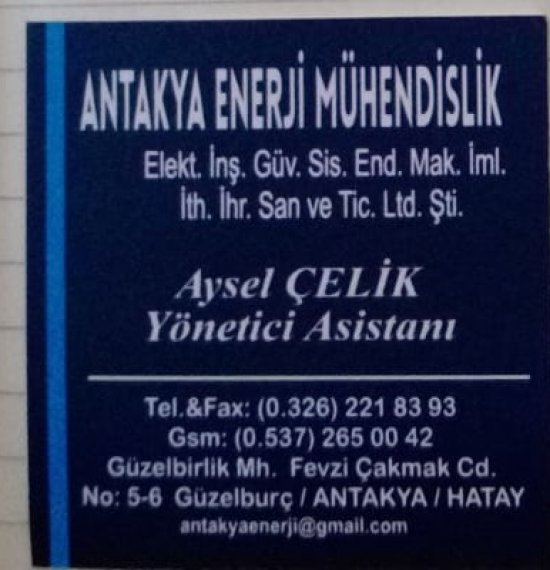 ANTAKYA ENERJİ MÜHENDİSLİK
Elekt. İnş. Güv. Sis. End. Mak. İml.
İth. İhr. San ve Tic. Ltd. Şti.
Aysel ÇELİK
Yönetici Asistanı
Tel.&Fax: (0.326) 221 83 93
Gsm: (0.537) 265 00 42
Güzelbirlik Mh. Fevzi Çakmak Cd.
No: 5-6 Güzelburç / ANTAKYA / HATAY
antakyaenerji@gmail.com